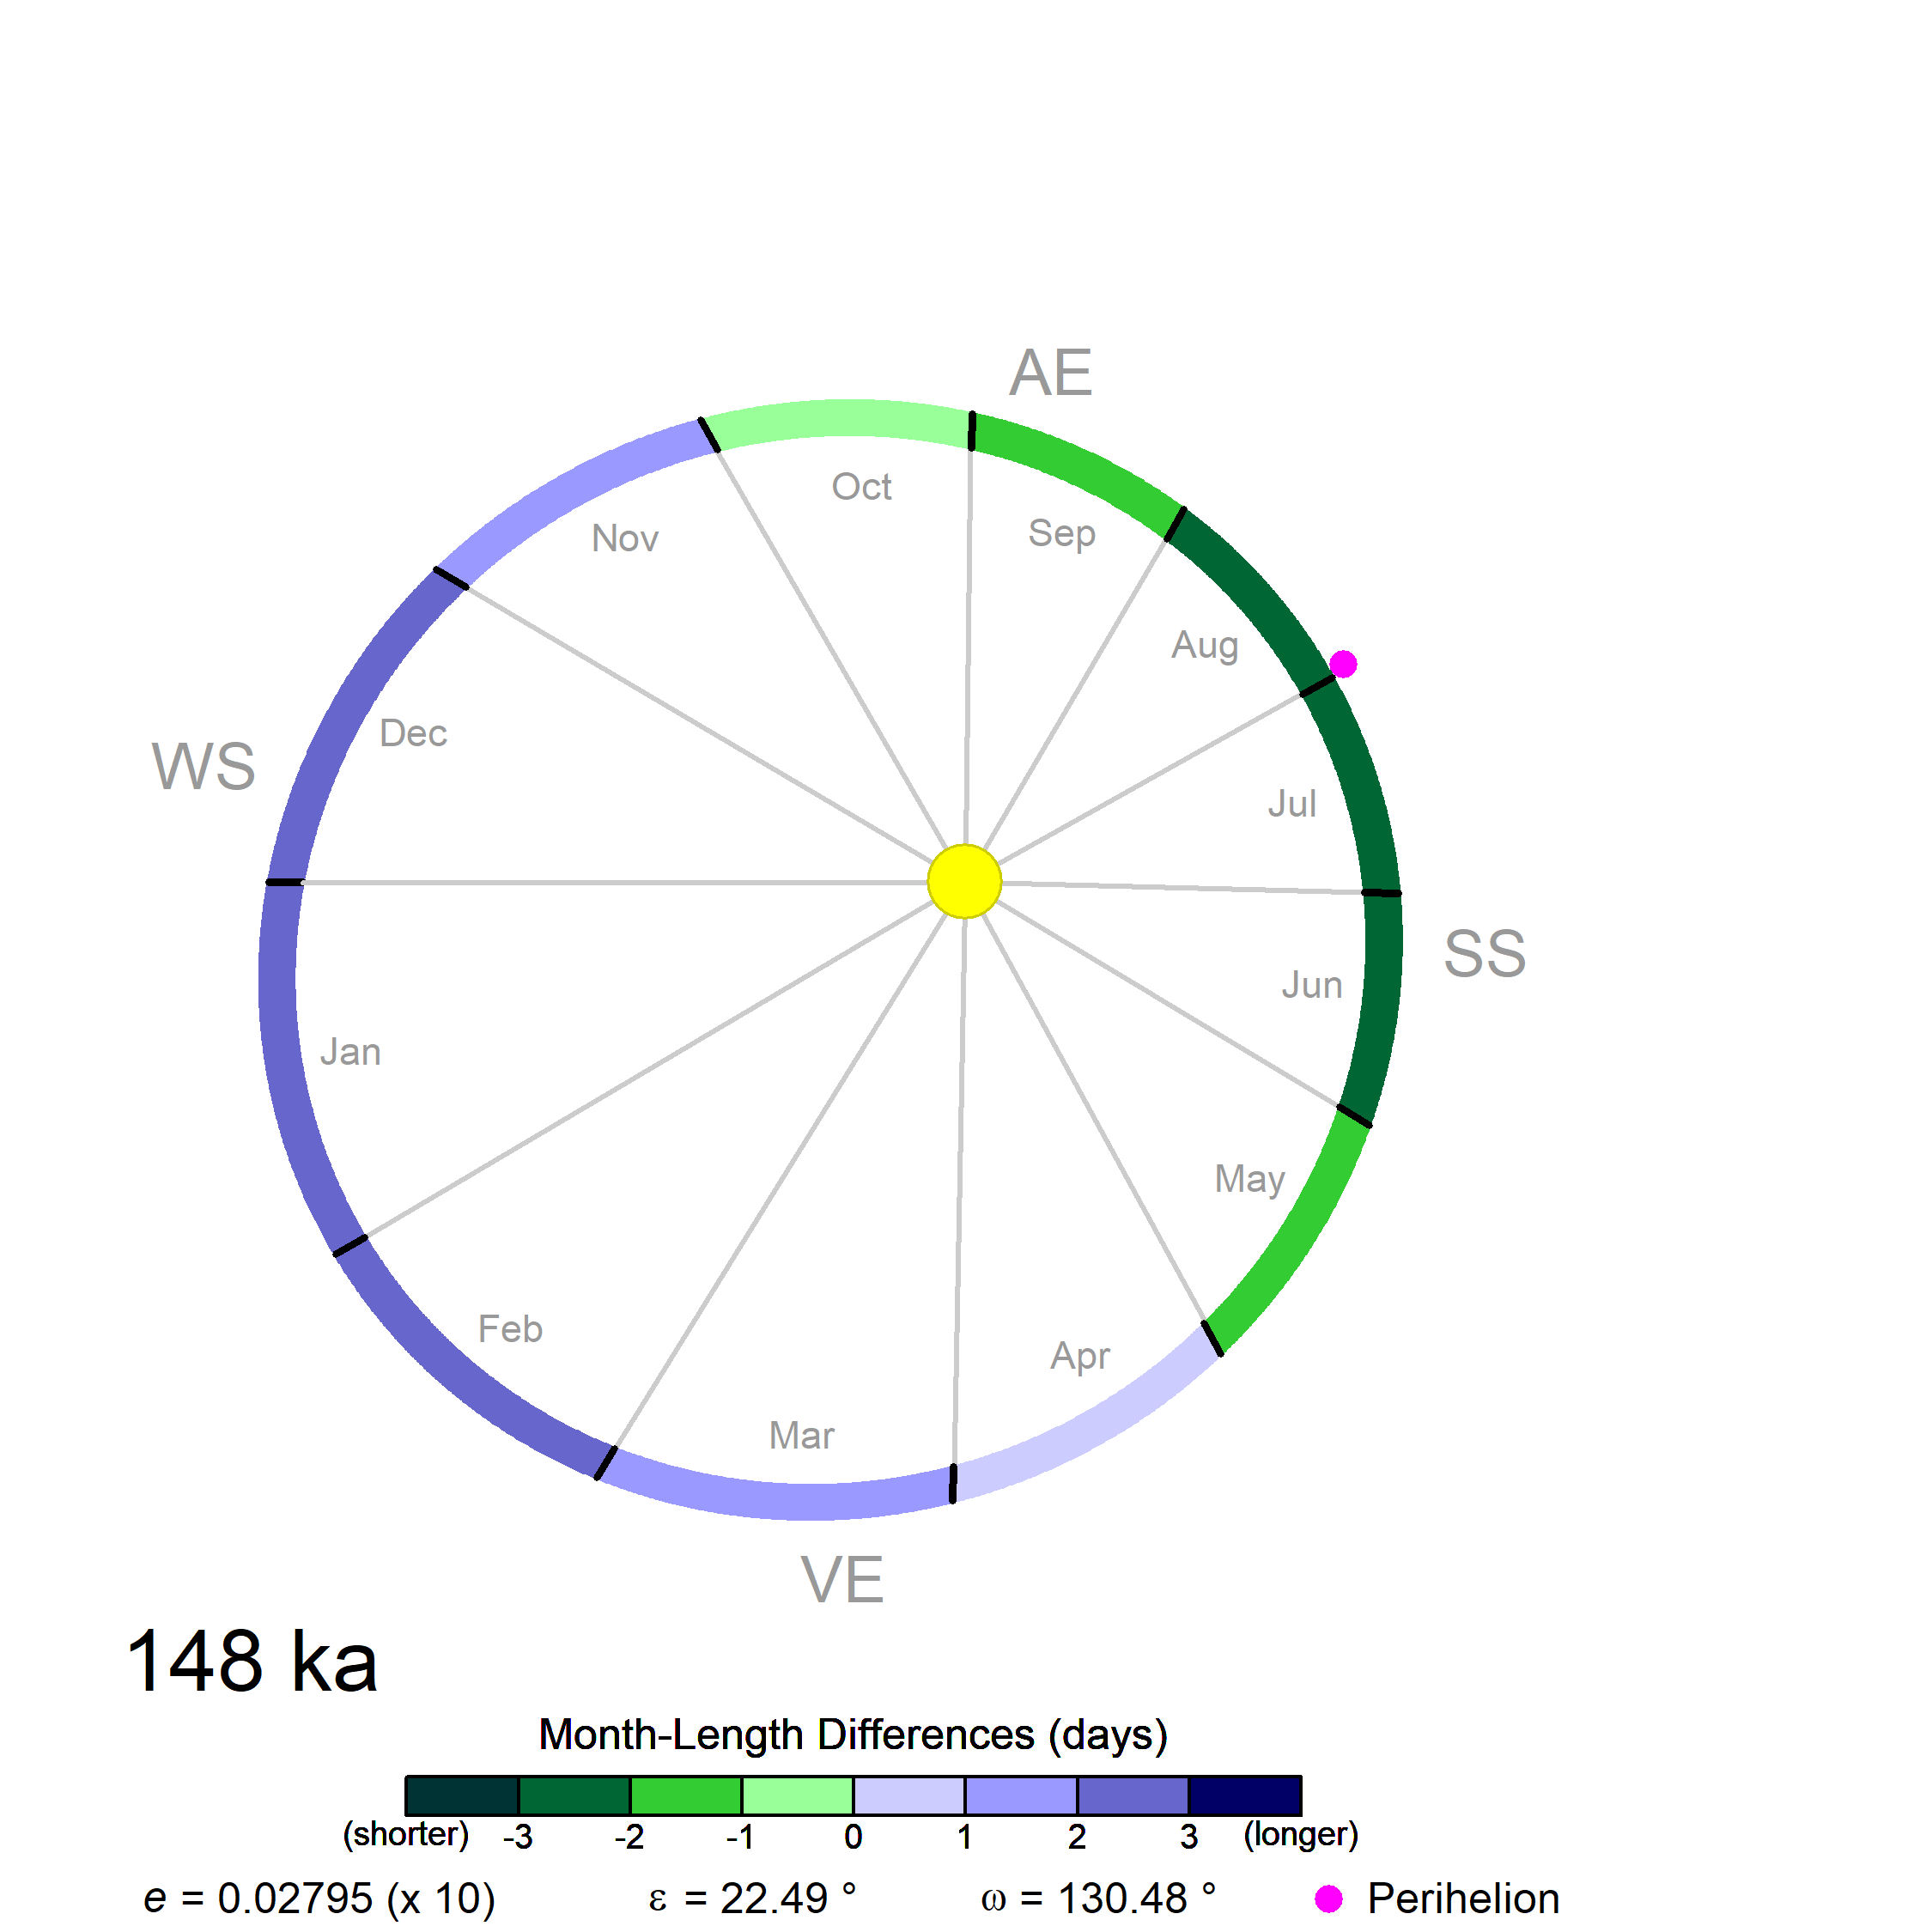 AE
Oct
Sep
Nov
Aug
Dec
WS
Jul
SS
Jun
Jan
May
Feb
Apr
Mar
VE
148 ka
Month-Length Differences (days)
(shorter) -3 -2 -1 0 1 2 3 (longer)
e = 0.02795 (x 10) ε = 22.49 ° ω = 130.48 ° Perihelion